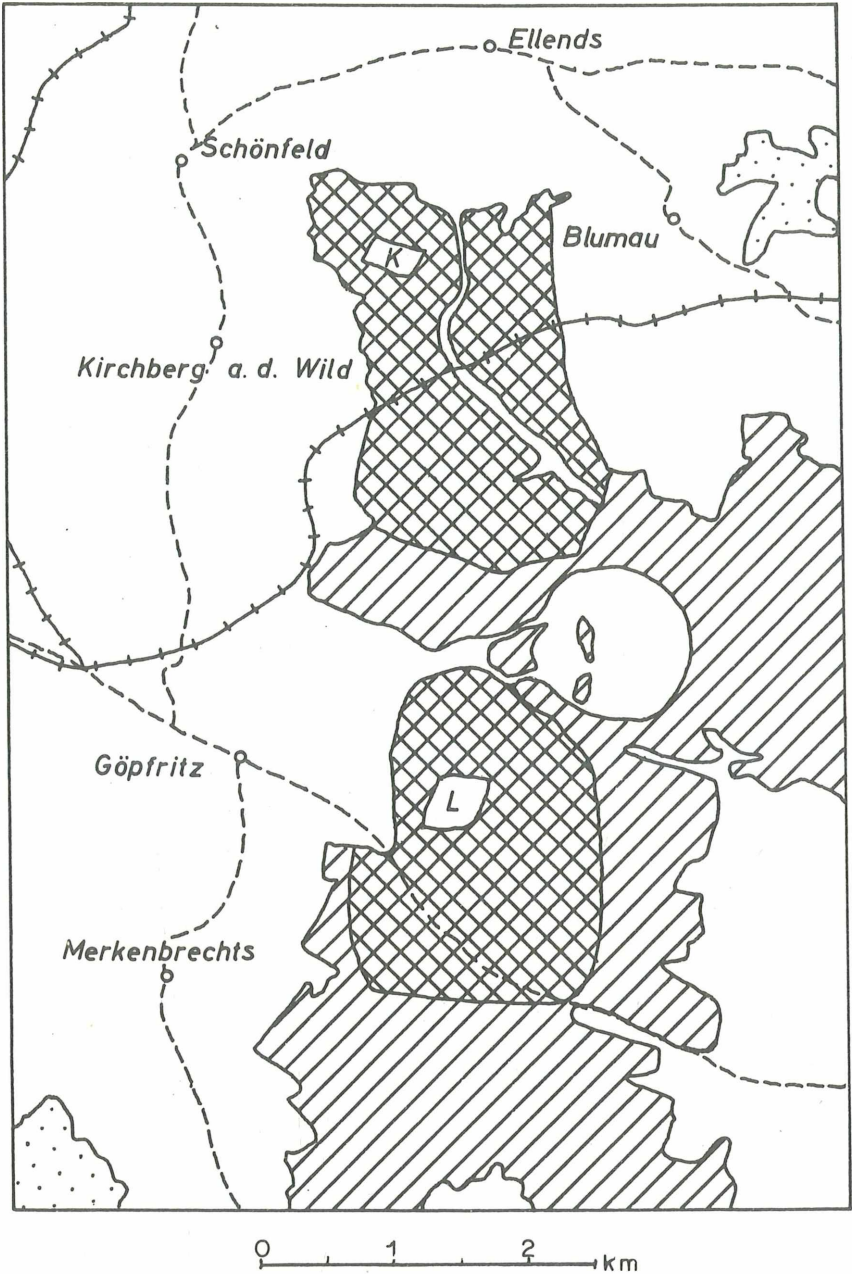 Ellends
Schönfeld
Blumau
K
Kirchberg a. d. Wild
Göpfritz
L
Merkenbrechts
0 1 2 km